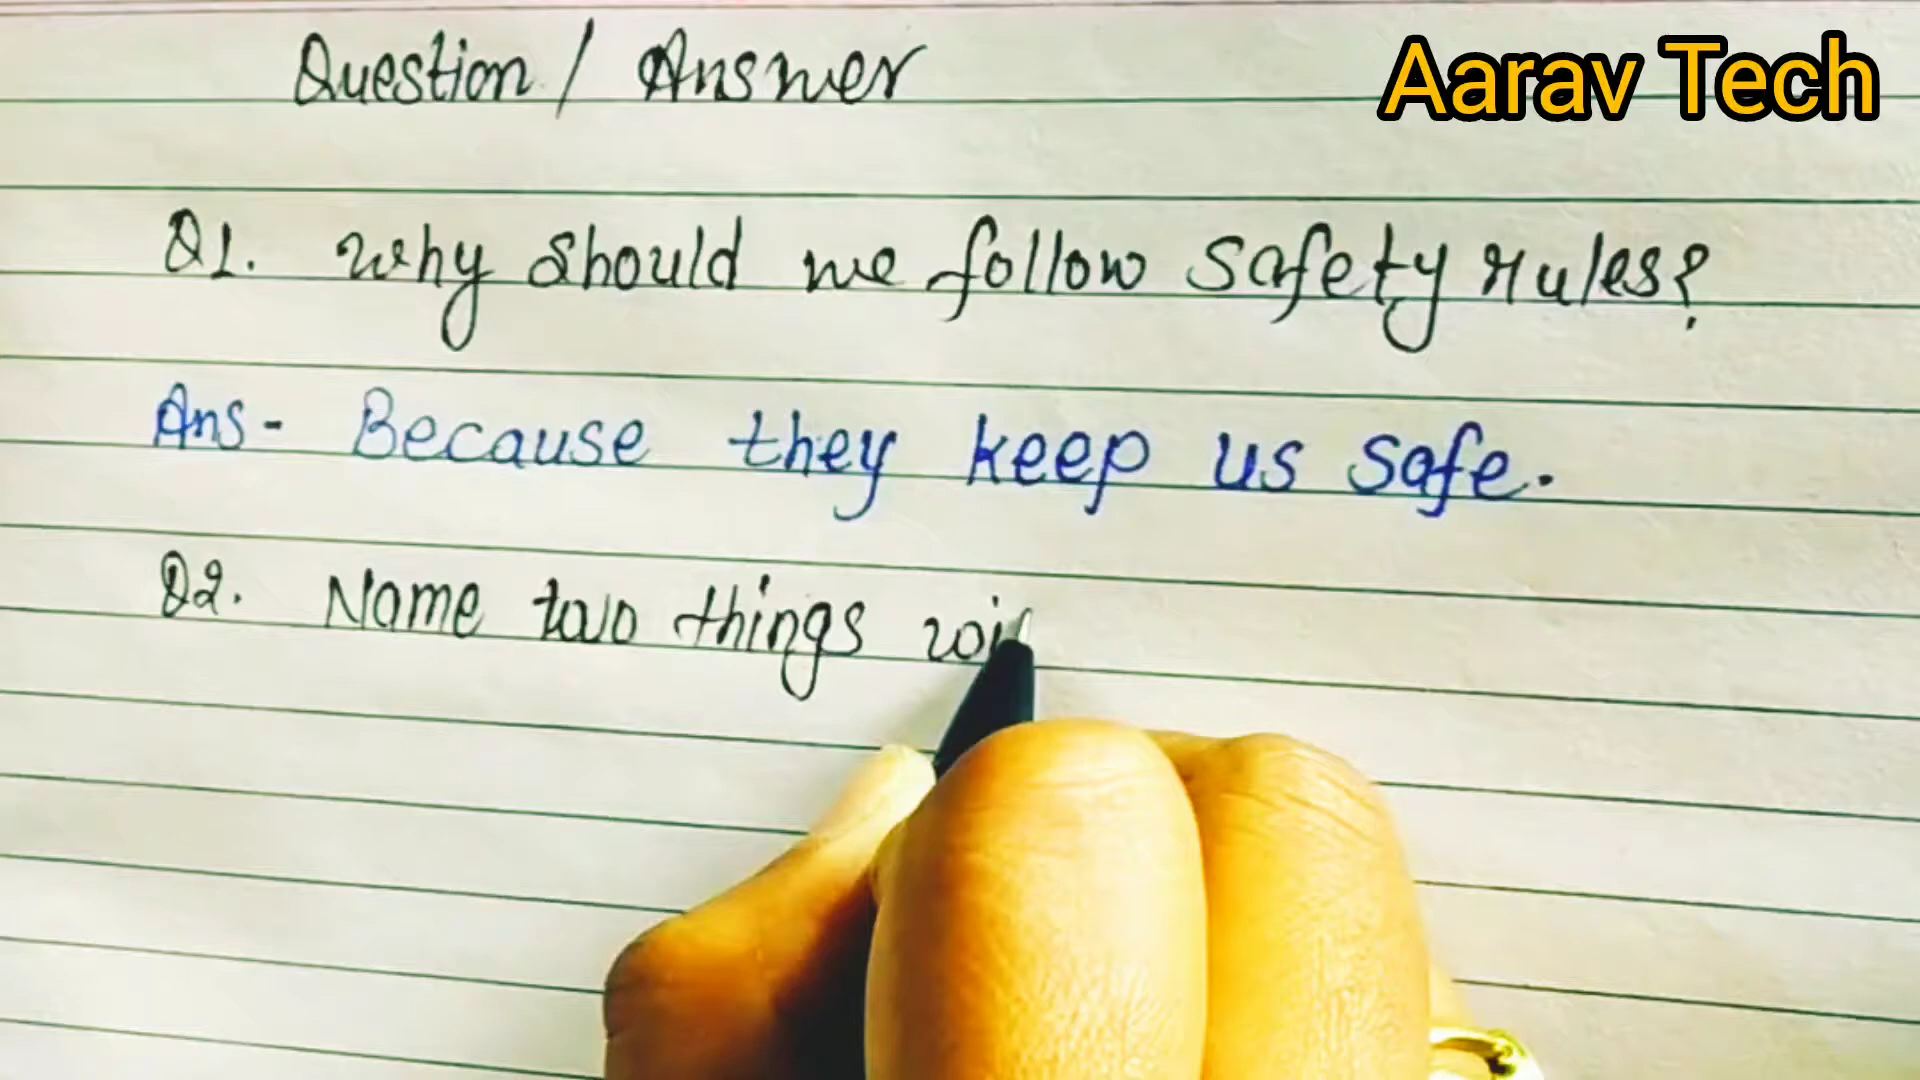 Question / Answer
Aarav Tech
Q1. Why should we follow safety rules?
Ans- Because they keep us safe.
Q2. Name two things wi